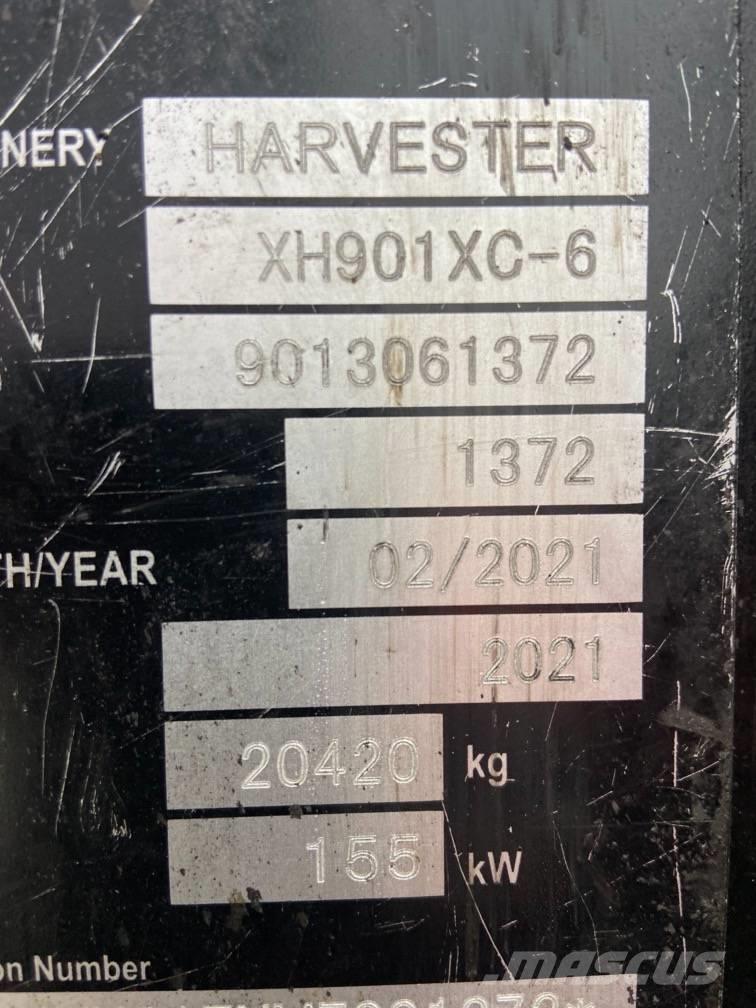 NERY HARVESTER
XH901XC-6
9013061372
1372
TH/YEAR 02/2021
2021
20420 kg
155 kW
on Number
mascus